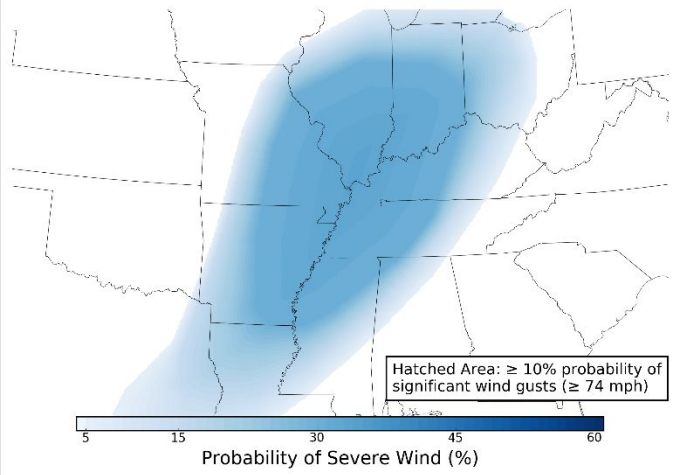 Hatched Area: ≥ 10% probability of
significant wind gusts (≥ 74 mph)
5 15 30 45 60
Probability of Severe Wind (%)